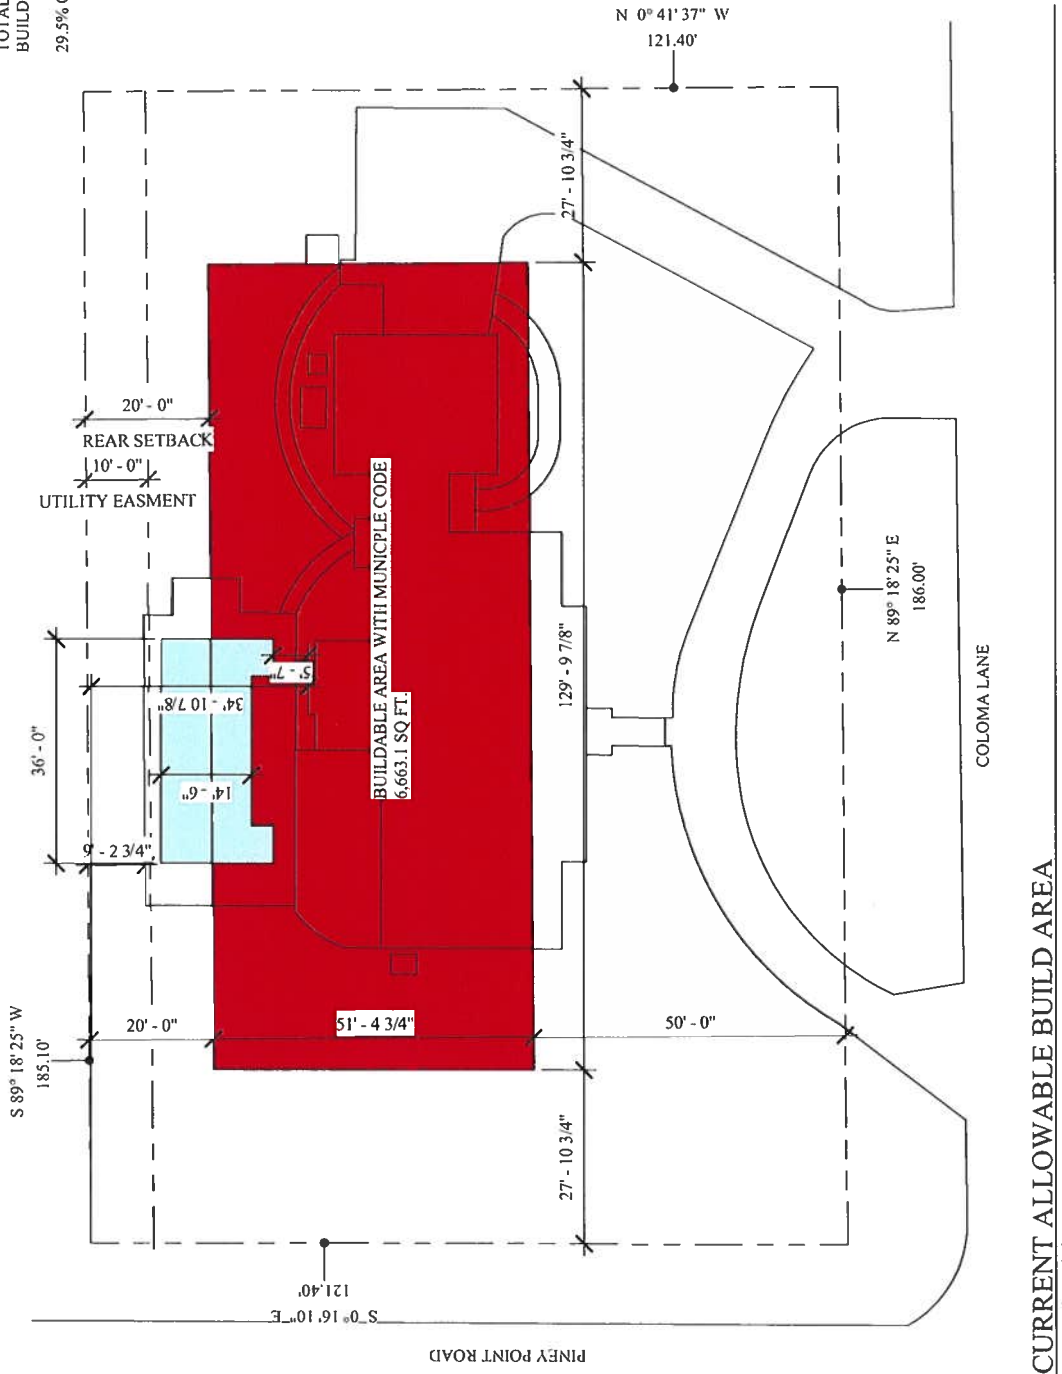 TOTAL
BUILD
29.5%
N 0° 41' 37" W
121.40'
27' - 10 3/4"
20' - 0"
REAR SETBACK
10' - 0"
UTILITY EASMENT
BUILDABLE AREA WITH MUNICPLE CODE
6,663.1 SQ FT.
36' - 0"
5' - 7"
34' - 10 7/8"
14' - 6"
9' - 2 3/4"
129' - 9 7/8"
N 89° 18' 25" E
186.00'
COLOMA LANE
S 89° 18' 25" W
185.10'
20' - 0"
51' - 4 3/4"
50' - 0"
27' - 10 3/4"
121.40'
S 0° 16' 10" E
PINEY POINT ROAD
CURRENT ALLOWABLE BUILD AREA